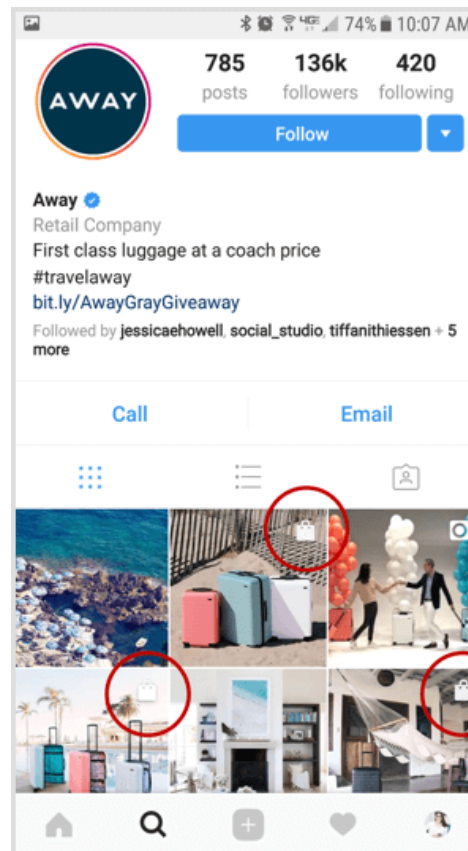 4GE 74% 10:07 AM
785 136k 420
posts followers following
AWAY
Follow
Away
Retail Company
First class luggage at a coach price
#travelaway
bit.ly/AwayGrayGiveaway
Followed by jessicaehowell, social_studio, tiffanithiessen + 5
more
Call Email